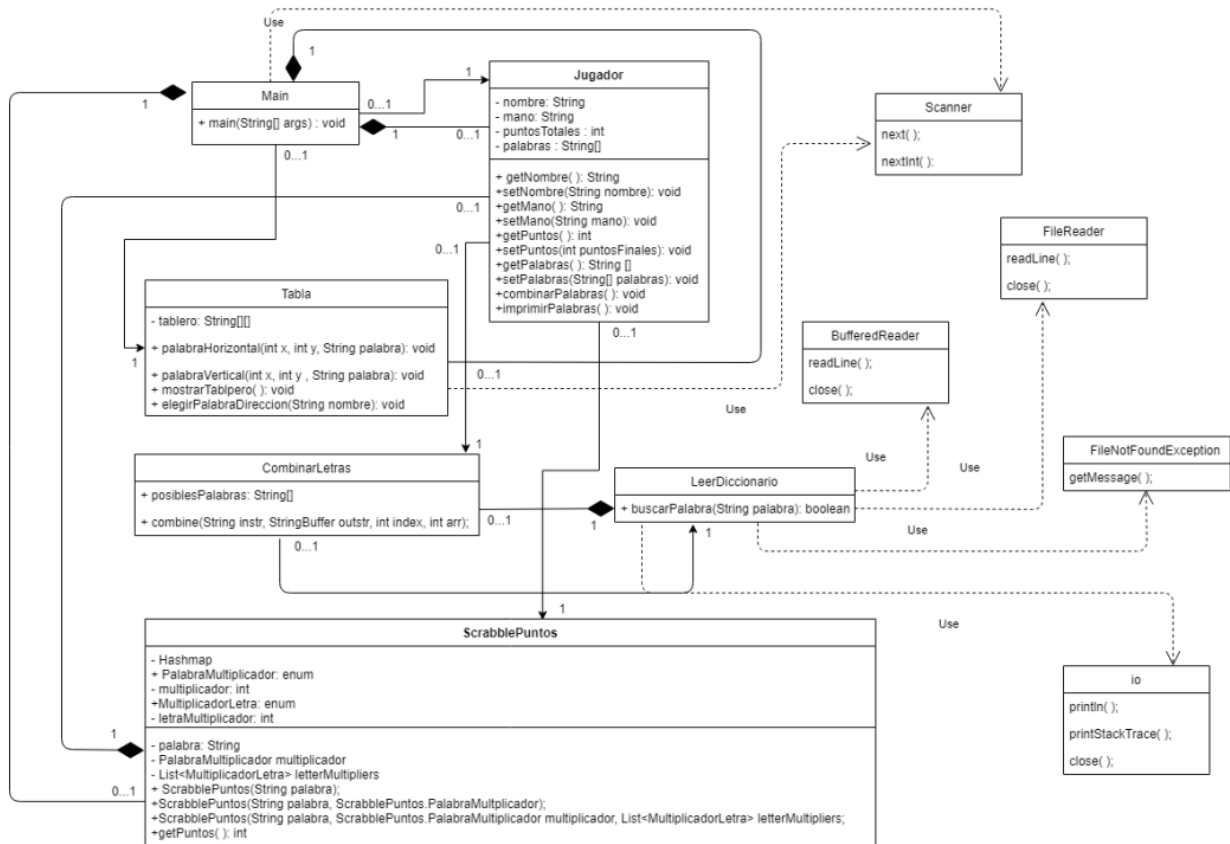 Use
1
1
Main
+ main(String[] args) : void
1
0...1
1
0...1
0...1
Jugador
- nombre: String
- mano: String
- puntosTotales : int
- palabras : String[]
+ getNombre( ): String
+setNombre(String nombre): void
+getMano( ): String
+setMano(String mano): void
+getPuntos( ): int
+setPuntos(int puntosFinales): void
+getPalabras( ): String []
+setPalabras(String[] palabras): void
+combinarPalabras( ): void
+imprimirPalabras( ): void
0...1
0...1
0...1
Scanner
next( );
nextInt( ):
FileReader
readLine( );
close( );
Tabla
- tablero: String[][]
+ palabraHorizontal(int x, int y, String palabra): void
+ palabraVertical(int x, int y , String palabra): void
+ mostrarTablpero( ): void
+ elegirPalabraDireccion(String nombre): void
1
0...1
Use
BufferedReader
readLine( );
close( );
Use
Use
FileNotFoundException
getMessage( );
Use
1
CombinarLetras
+ posiblesPalabras: String[]
+ combine(String instr, StringBuffer outstr, int index, int arr);
0...1
0...1
LeerDiccionario
+ buscarPalabra(String palabra): boolean
1
1
Use
1
ScrabblePuntos
- Hashmap
+ PalabraMultiplicador: enum
- multiplicador: int
+MultiplicadorLetra: enum
- letraMultiplicador: int
- palabra: String
- PalabraMultiplicador multiplicador
- List<MultiplicadorLetra> letterMultipliers
+ ScrabblePuntos(String palabra);
+ScrabblePuntos(String palabra, ScrabblePuntos.PalabraMultplicador);
+ScrabblePuntos(String palabra, ScrabblePuntos.PalabraMultiplicador multiplicador, List<MultiplicadorLetra> letterMultipliers;
+getPuntos( ): int
1
0...1
io
println( );
printStackTrace( );
close( );